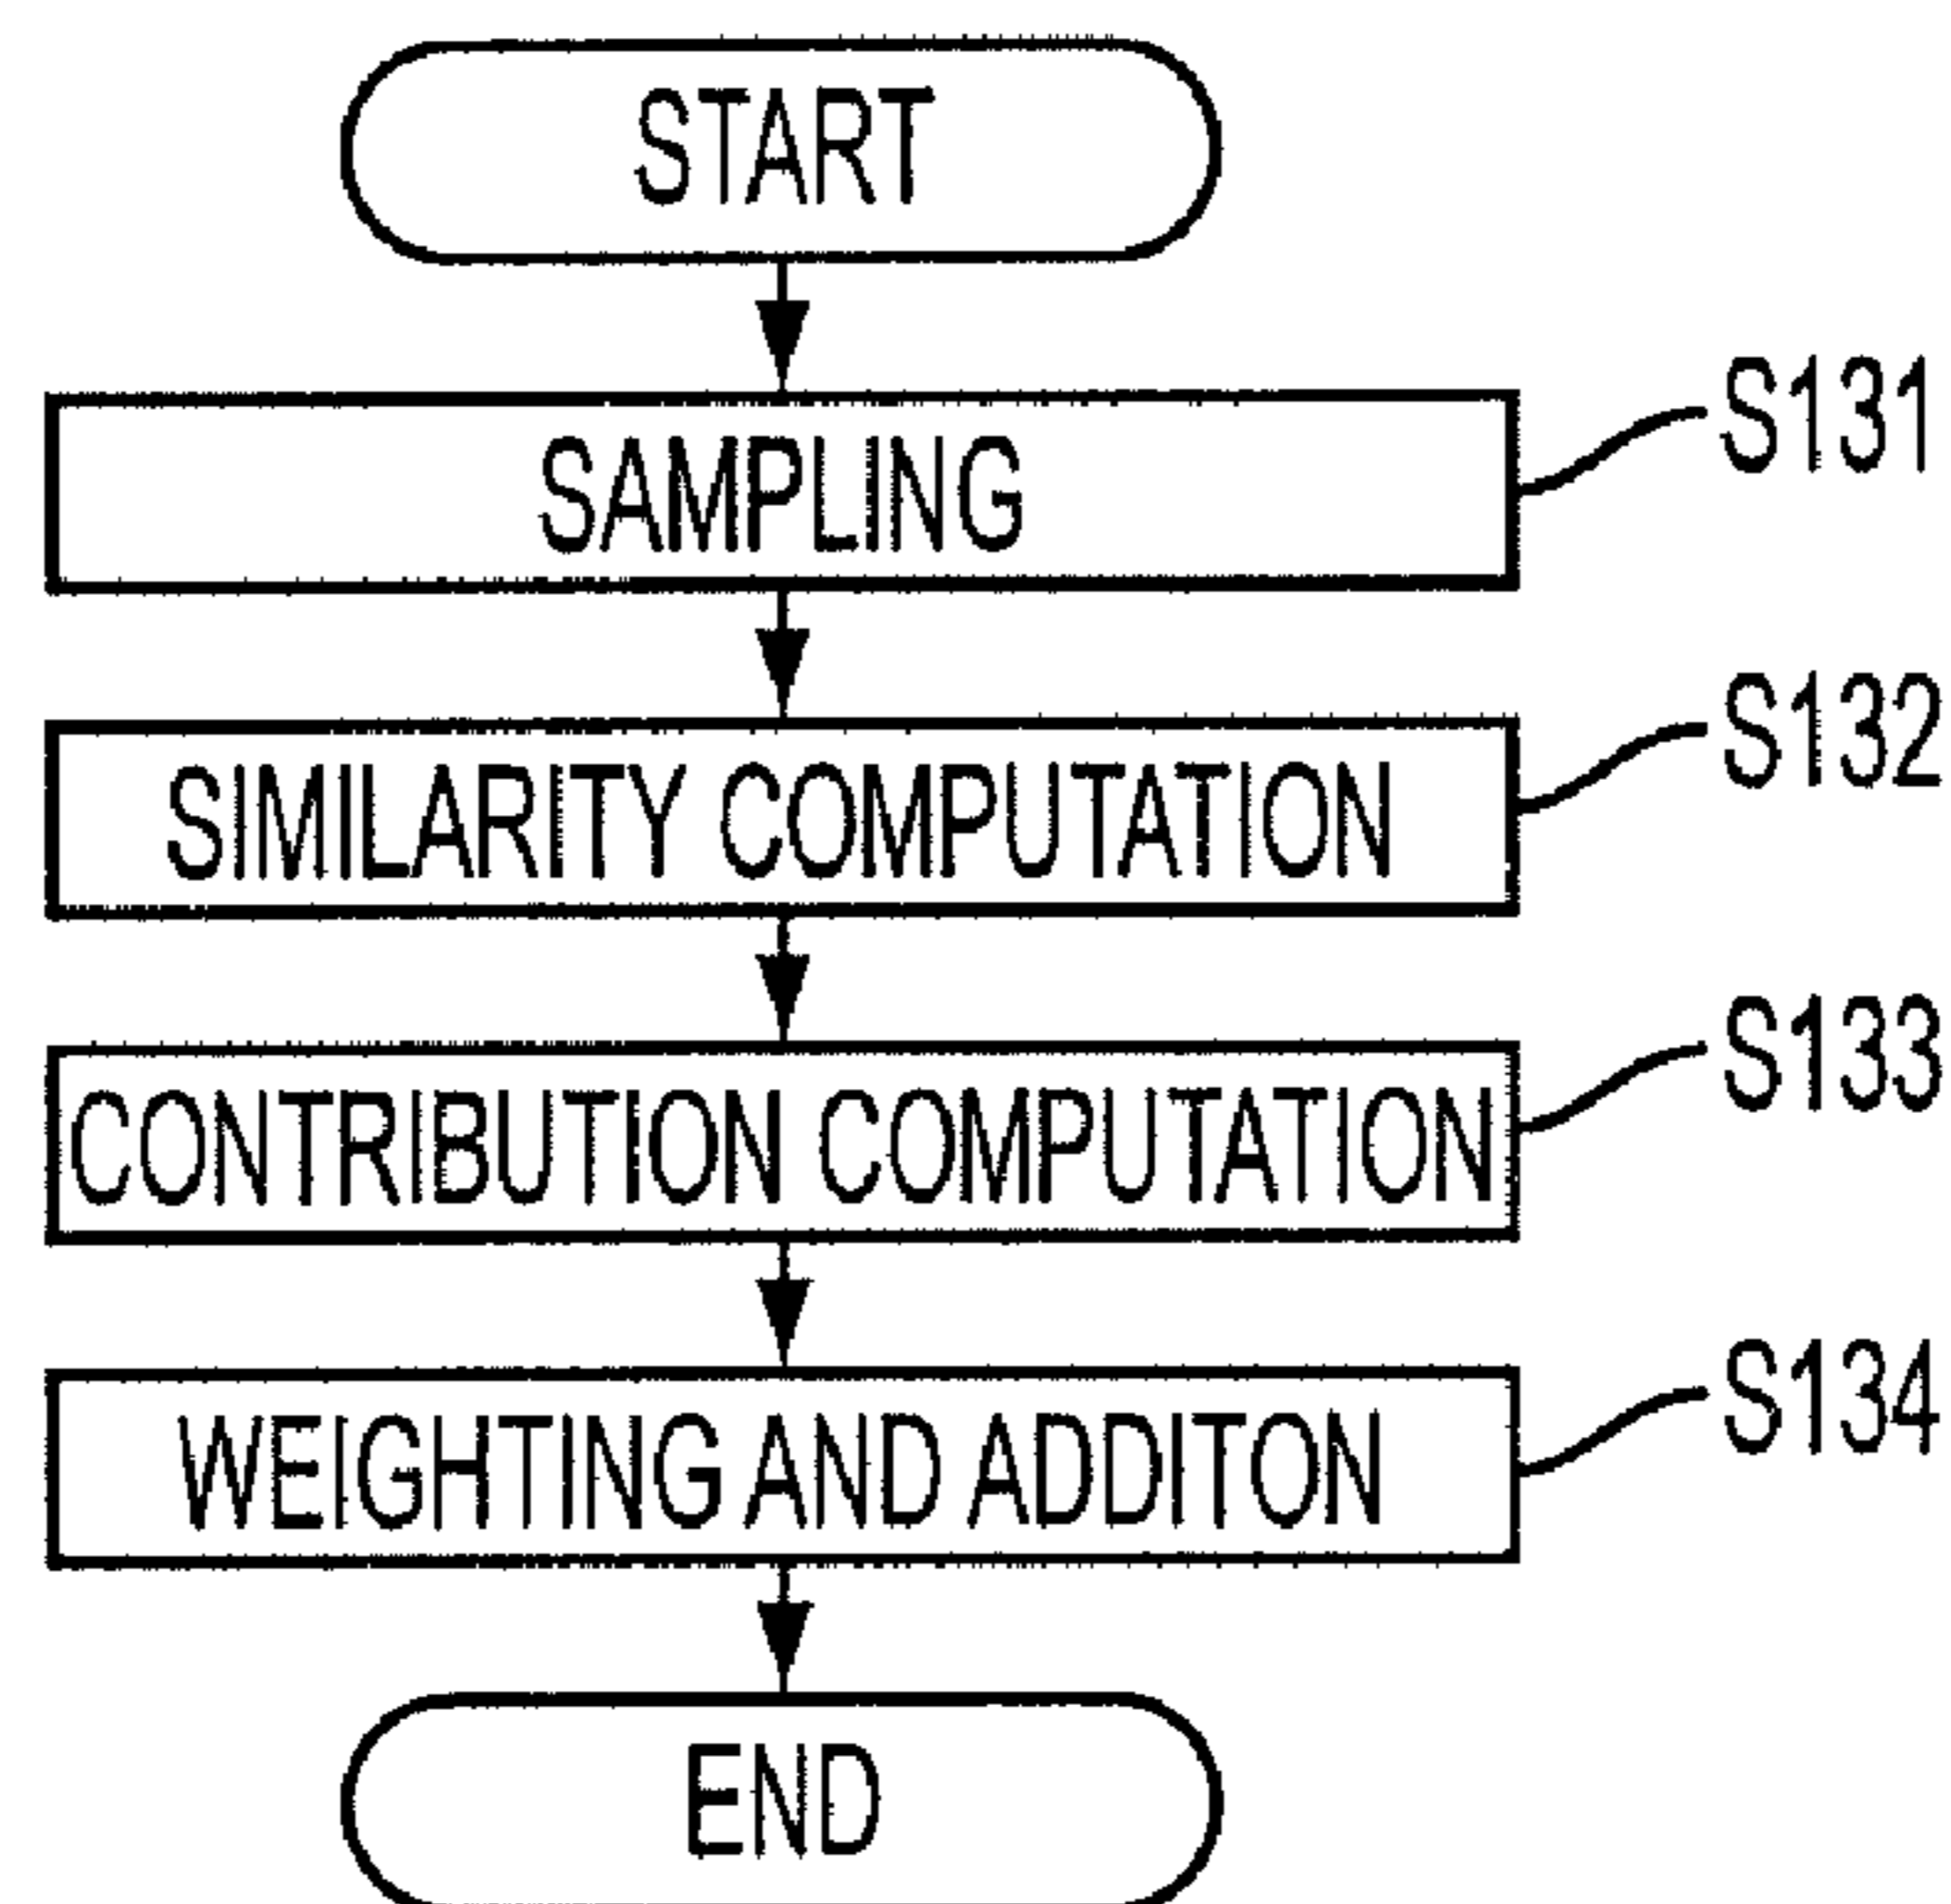 START
SAMPLING
S131
SIMILARITY COMPUTATION
S132
CONTRIBUTION COMPUTATION
S133
WEIGHTING AND ADDITON
S134
END